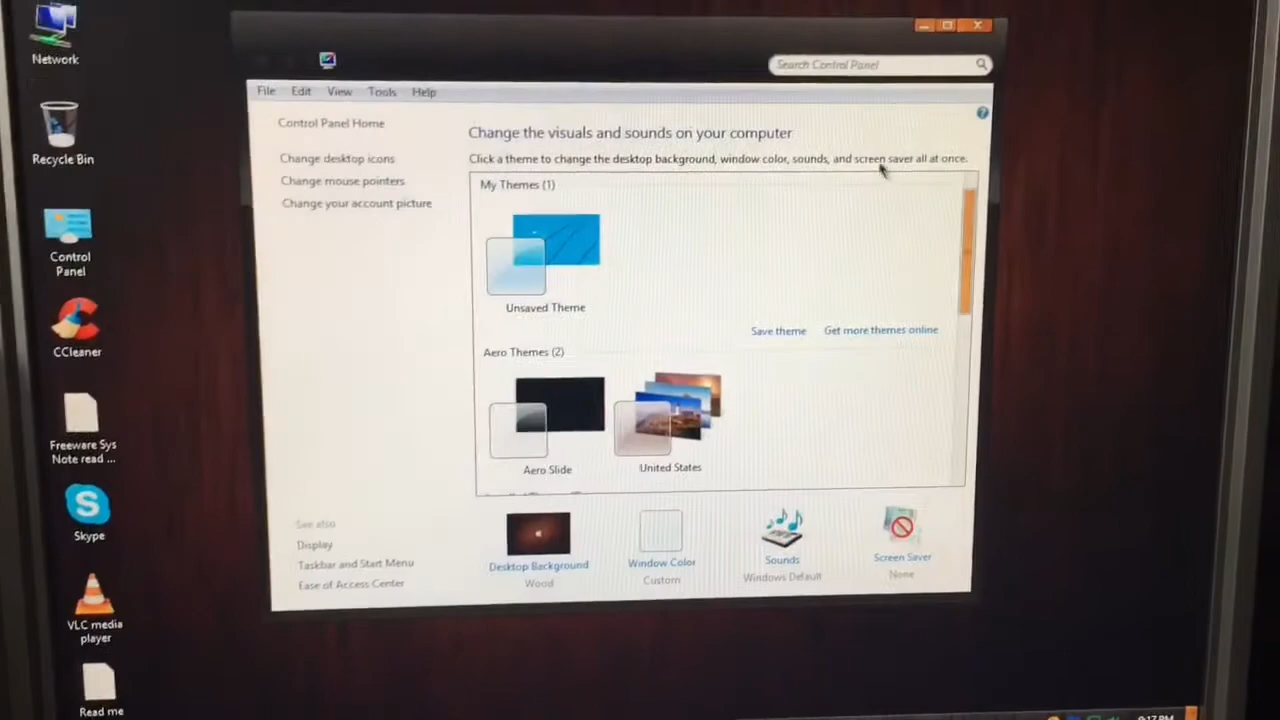 Network
Recycle Bin
Control
Panel
CCleaner
Freeware Sys
Note read ...
Skype
VLC media
player
Read me
Search Control Panel
File Edit View Tools Help
Control Panel Home
Change desktop icons
Change mouse pointers
Change your account picture
See also
Display
Taskbar and Start Menu
Ease of Access Center
Change the visuals and sounds on your computer
Click a theme to change the desktop background, window color, sounds, and screen saver all at once.
My Themes (1)
Unsaved Theme
Save theme Get more themes online
Aero Themes (2)
Aero Slide
United States
Desktop Background
Wood
Window Color
Custom
Sounds
Windows Default
Screen Saver
None
9:17 PM